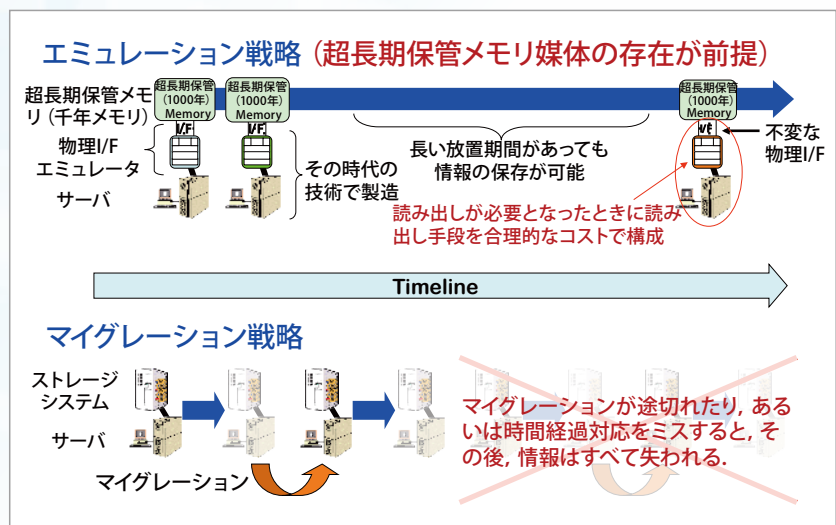 エミュレーション戦略（超長期保管メモリ媒体の存在が前提）
超長期保管メモ
リ（千年メモリ）
超長期保管
(1000年)
Memory
I/F
超長期保管
(1000年)
Memory
I/F
超長期保管
(1000年)
Memory
物理I/F
エミュレータ
サーバ
その時代の
技術で製造
長い放置期間があっても
情報の保存が可能
不変な
物理I/F
読み出しが必要となったときに読み
出し手段を合理的なコストで構成
Timeline
マイグレーション戦略
ストレージ
システム
サーバ
マイグレーション
マイグレーションが途切れたり，ある
いは時間経過対応をミスすると，そ
の後，情報はすべて失われる．